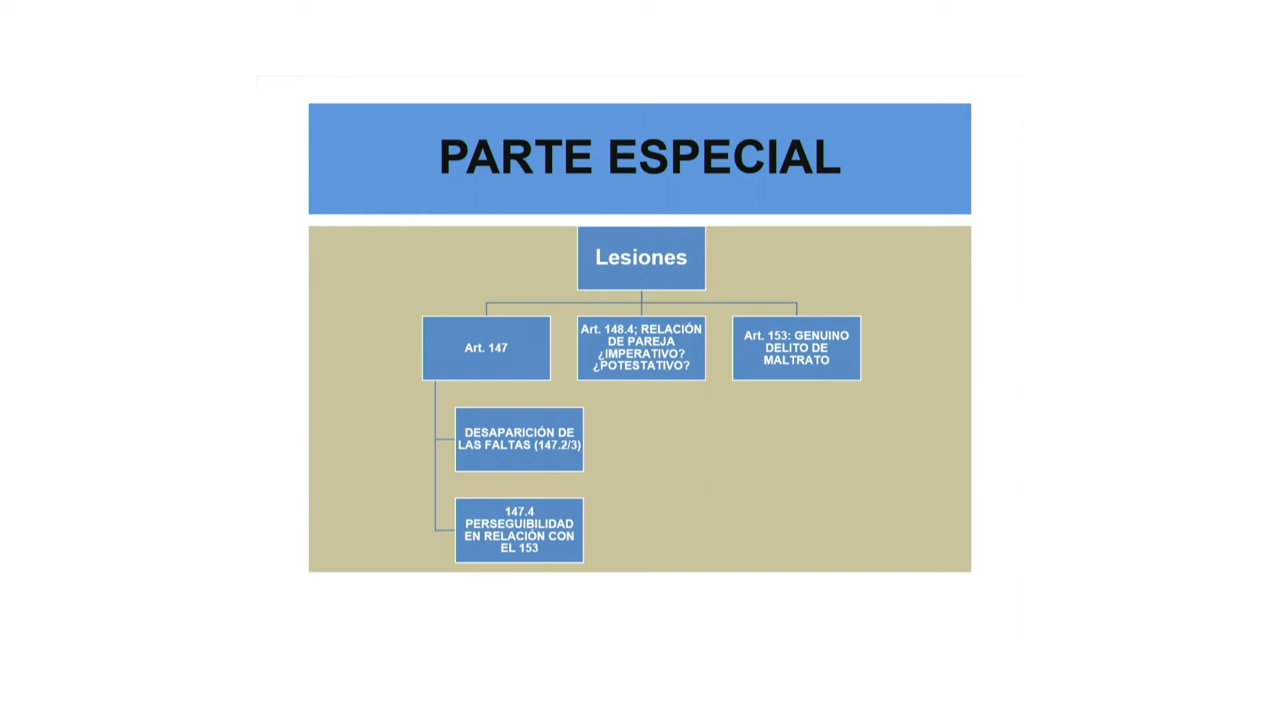 PARTE ESPECIAL
Lesiones
Art. 147
Art. 148.4; RELACIÓN
DE PAREJA
¿IMPERATIVO?
¿POTESTATIVO?
Art. 153: GENUINO
DELITO DE
MALTRATO
DESAPARICIÓN DE
LAS FALTAS (147.2/3)
147.4
PERSEGUIBILIDAD
EN RELACIÓN CON
EL 153